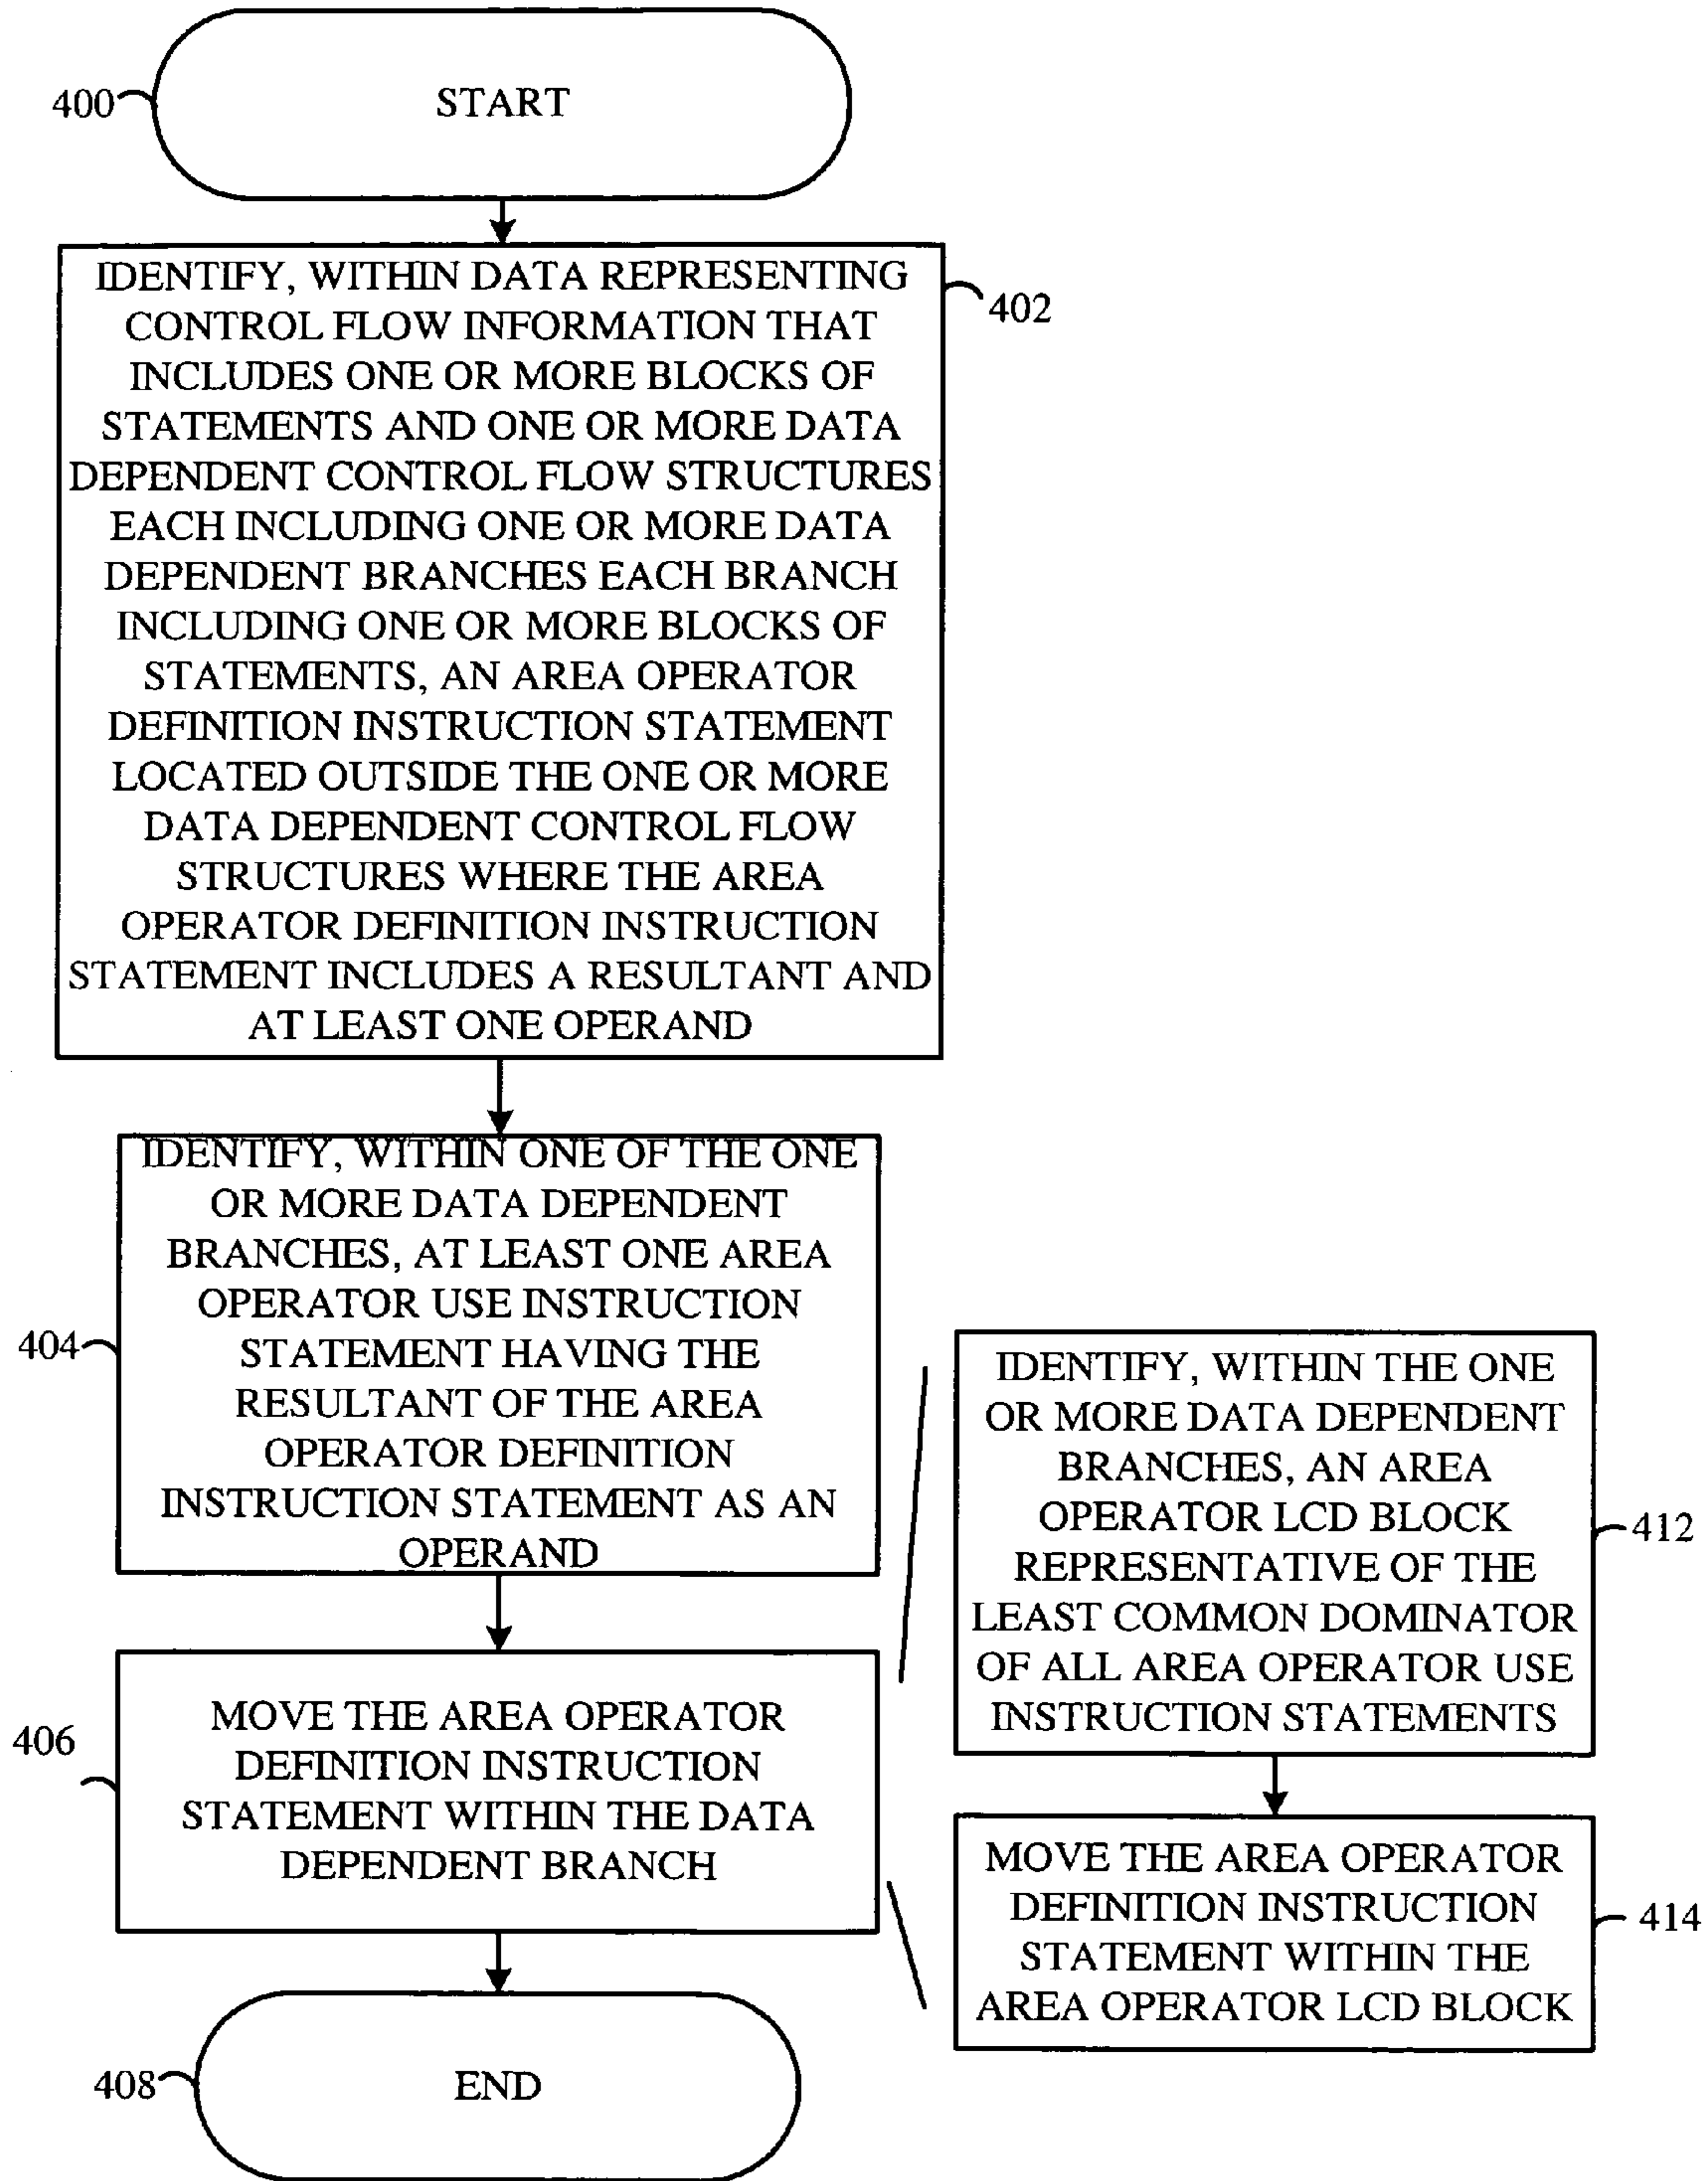 400
START
402
IDENTIFY, WITHIN DATA REPRESENTING
CONTROL FLOW INFORMATION THAT
INCLUDES ONE OR MORE BLOCKS OF
STATEMENTS AND ONE OR MORE DATA
DEPENDENT CONTROL FLOW STRUCTURES
EACH INCLUDING ONE OR MORE DATA
DEPENDENT BRANCHES EACH BRANCH
INCLUDING ONE OR MORE BLOCKS OF
STATEMENTS, AN AREA OPERATOR
DEFINITION INSTRUCTION STATEMENT
LOCATED OUTSIDE THE ONE OR MORE
DATA DEPENDENT CONTROL FLOW
STRUCTURES WHERE THE AREA
OPERATOR DEFINITION INSTRUCTION
STATEMENT INCLUDES A RESULTANT AND
AT LEAST ONE OPERAND
404
IDENTIFY, WITHIN ONE OF THE ONE
OR MORE DATA DEPENDENT
BRANCHES, AT LEAST ONE AREA
OPERATOR USE INSTRUCTION
STATEMENT HAVING THE
RESULTANT OF THE AREA
OPERATOR DEFINITION
INSTRUCTION STATEMENT AS AN
OPERAND
406
MOVE THE AREA OPERATOR
DEFINITION INSTRUCTION
STATEMENT WITHIN THE DATA
DEPENDENT BRANCH
412
IDENTIFY, WITHIN THE ONE
OR MORE DATA DEPENDENT
BRANCHES, AN AREA
OPERATOR LCD BLOCK
REPRESENTATIVE OF THE
LEAST COMMON DOMINATOR
OF ALL AREA OPERATOR USE
INSTRUCTION STATEMENTS
414
MOVE THE AREA OPERATOR
DEFINITION INSTRUCTION
STATEMENT WITHIN THE
AREA OPERATOR LCD BLOCK
408
END